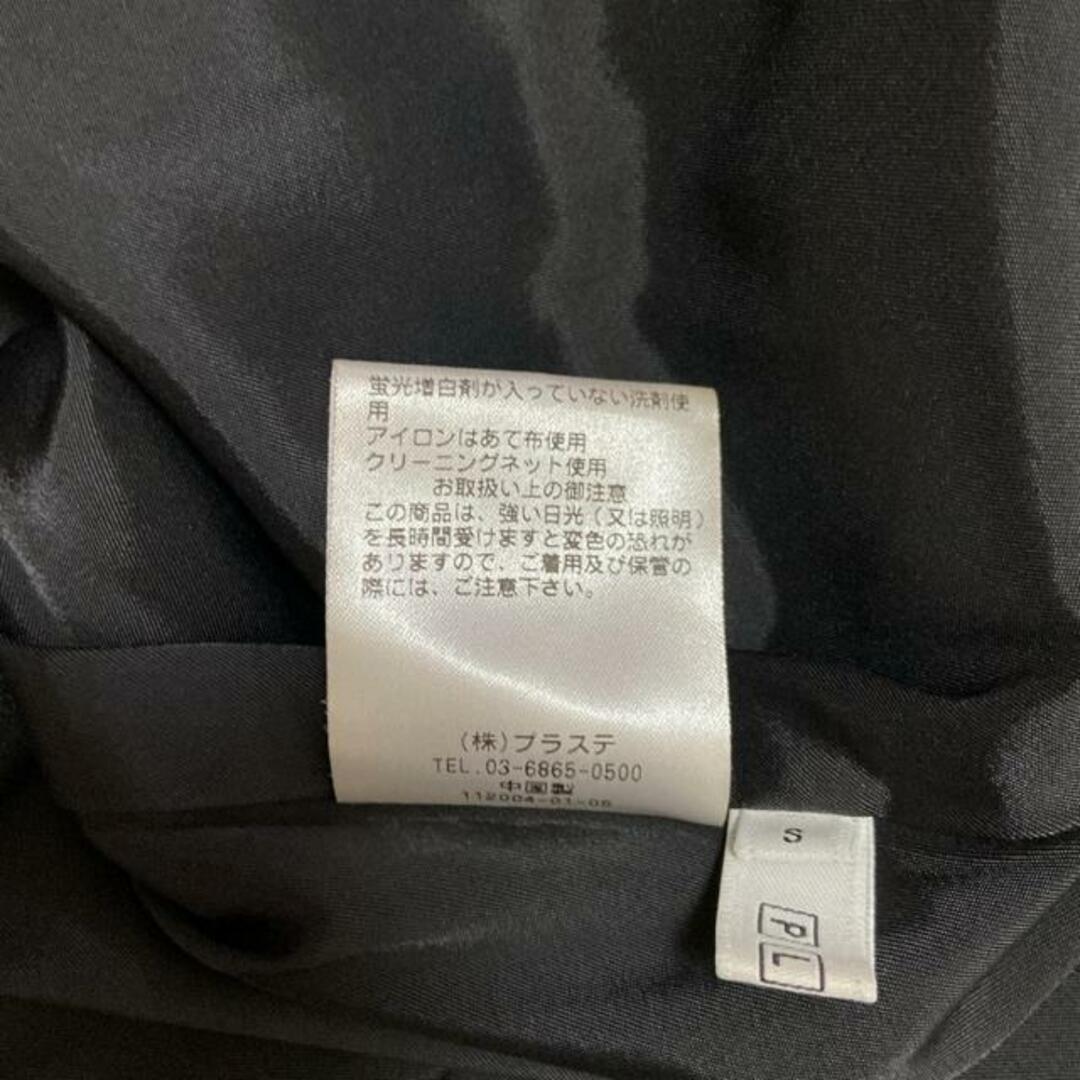 蛍光増白剤が入っていない洗剤使
用
アイロンはあて布使用
クリーニングネット使用
お取扱い上の御注意
この商品は、強い日光(又は照明)
を長時間受けますと変色の恐れが
ありますので、ご着用及び保管の
際には、ご注意下さい。
(株)プラステ
TEL.03-6865-0500
中国製
112004-01-06
S
PL